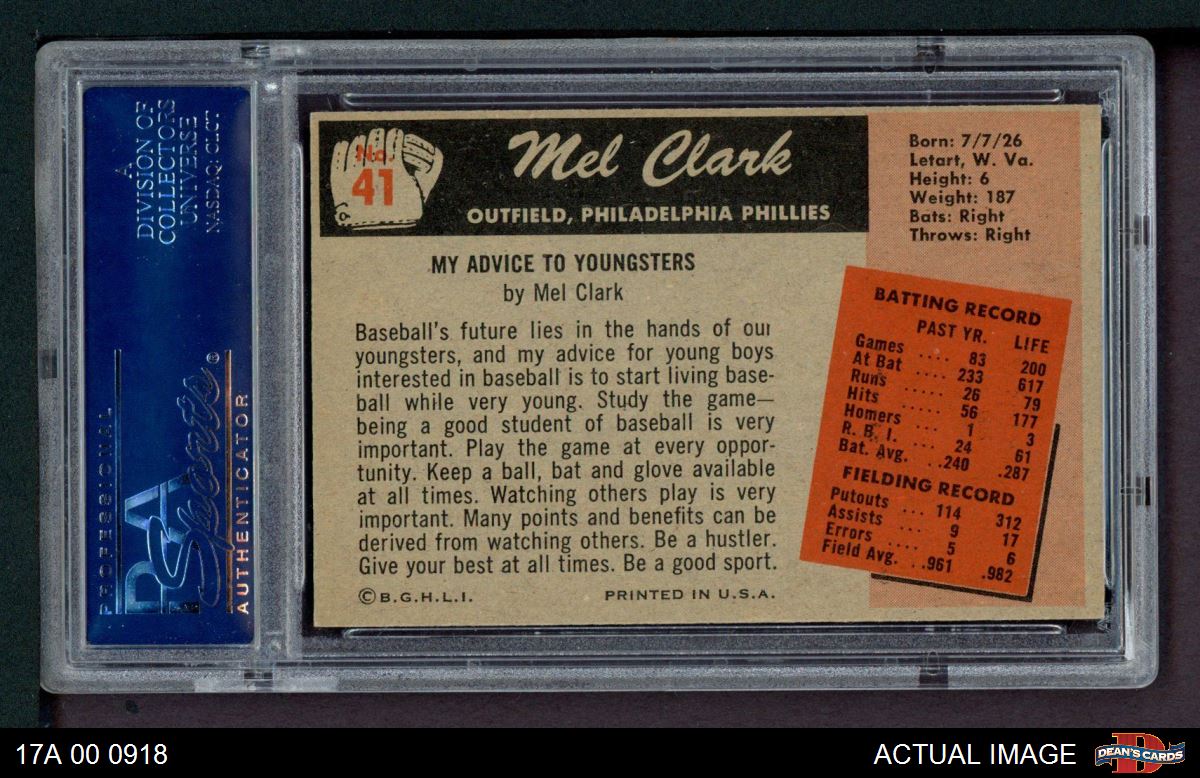 A
DIVISION OF
COLLECTORS
UNIVERSE
NASDAQ: CLCT
PROFESSIONAL
PSA
Sports®
AUTHENTICATOR
No.
41
Mel Clark
OUTFIELD, PHILADELPHIA PHILLIES
Born: 7/7/26
Letart, W. Va.
Height: 6
Weight: 187
Bats: Right
Throws: Right
MY ADVICE TO YOUNGSTERS
by Mel Clark
Baseball's future lies in the hands of our
youngsters, and my advice for young boys
interested in baseball is to start living base-
ball while very young. Study the game—
being a good student of baseball is very
important. Play the game at every oppor-
tunity. Keep a ball, bat and glove available
at all times. Watching others play is very
important. Many points and benefits can be
derived from watching others. Be a hustler.
Give your best at all times. Be a good sport.
©B.G.H.L.I. PRINTED IN U.S.A.
BATTING RECORD
PAST YR. LIFE
Games .... 83 200
At Bat .... 233 617
Runs .... 26 79
Hits .... 56 177
Homers .... 1 3
R. B. I. .... 24 61
Bat. Avg. ..240 .287
FIELDING RECORD
Putouts ... 114 312
Assists ... 9 17
Errors .... 5 6
Field Avg. ..961 .982
17A 00 0918
ACTUAL IMAGE
D
DEAN'S CARDS